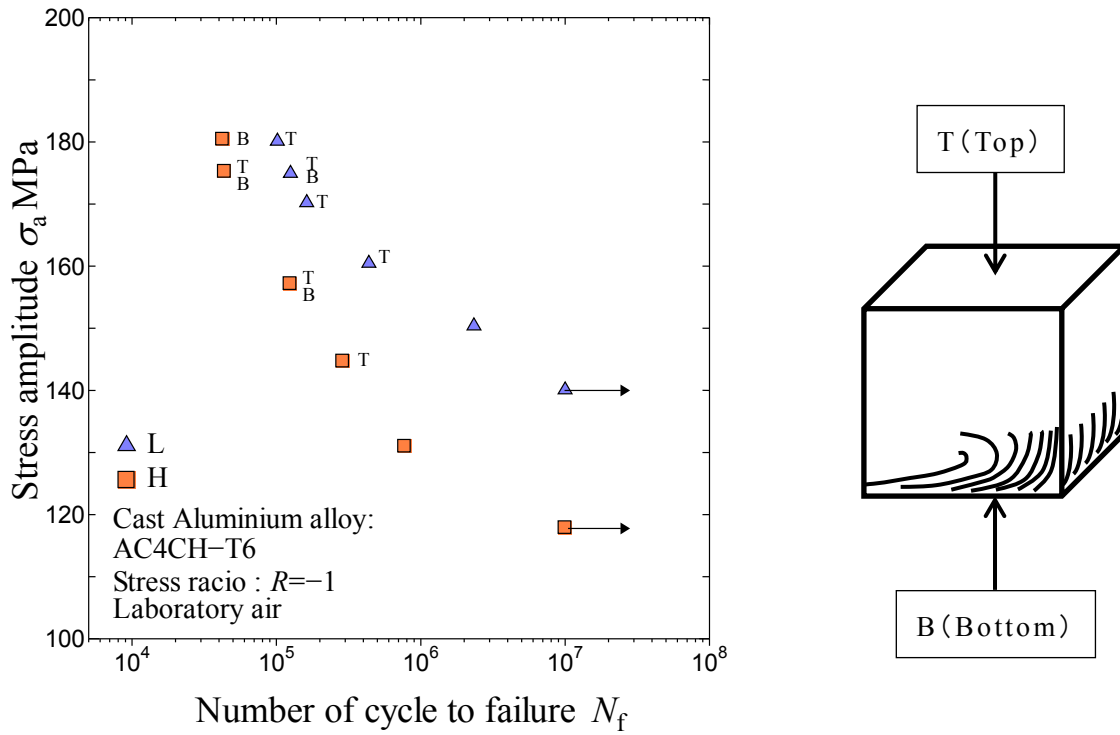 200
180
160
140
120
100
Stress amplitude σa MPa
B
T
T
B
T
B
T
T
T
B
T
L
H
Cast Aluminium alloy:
AC4CH−T6
Stress racio : R=−1
Laboratory air
10^4
10^5
10^6
10^7
10^8
Number of cycle to failure Nf
T(Top)
B(Bottom)